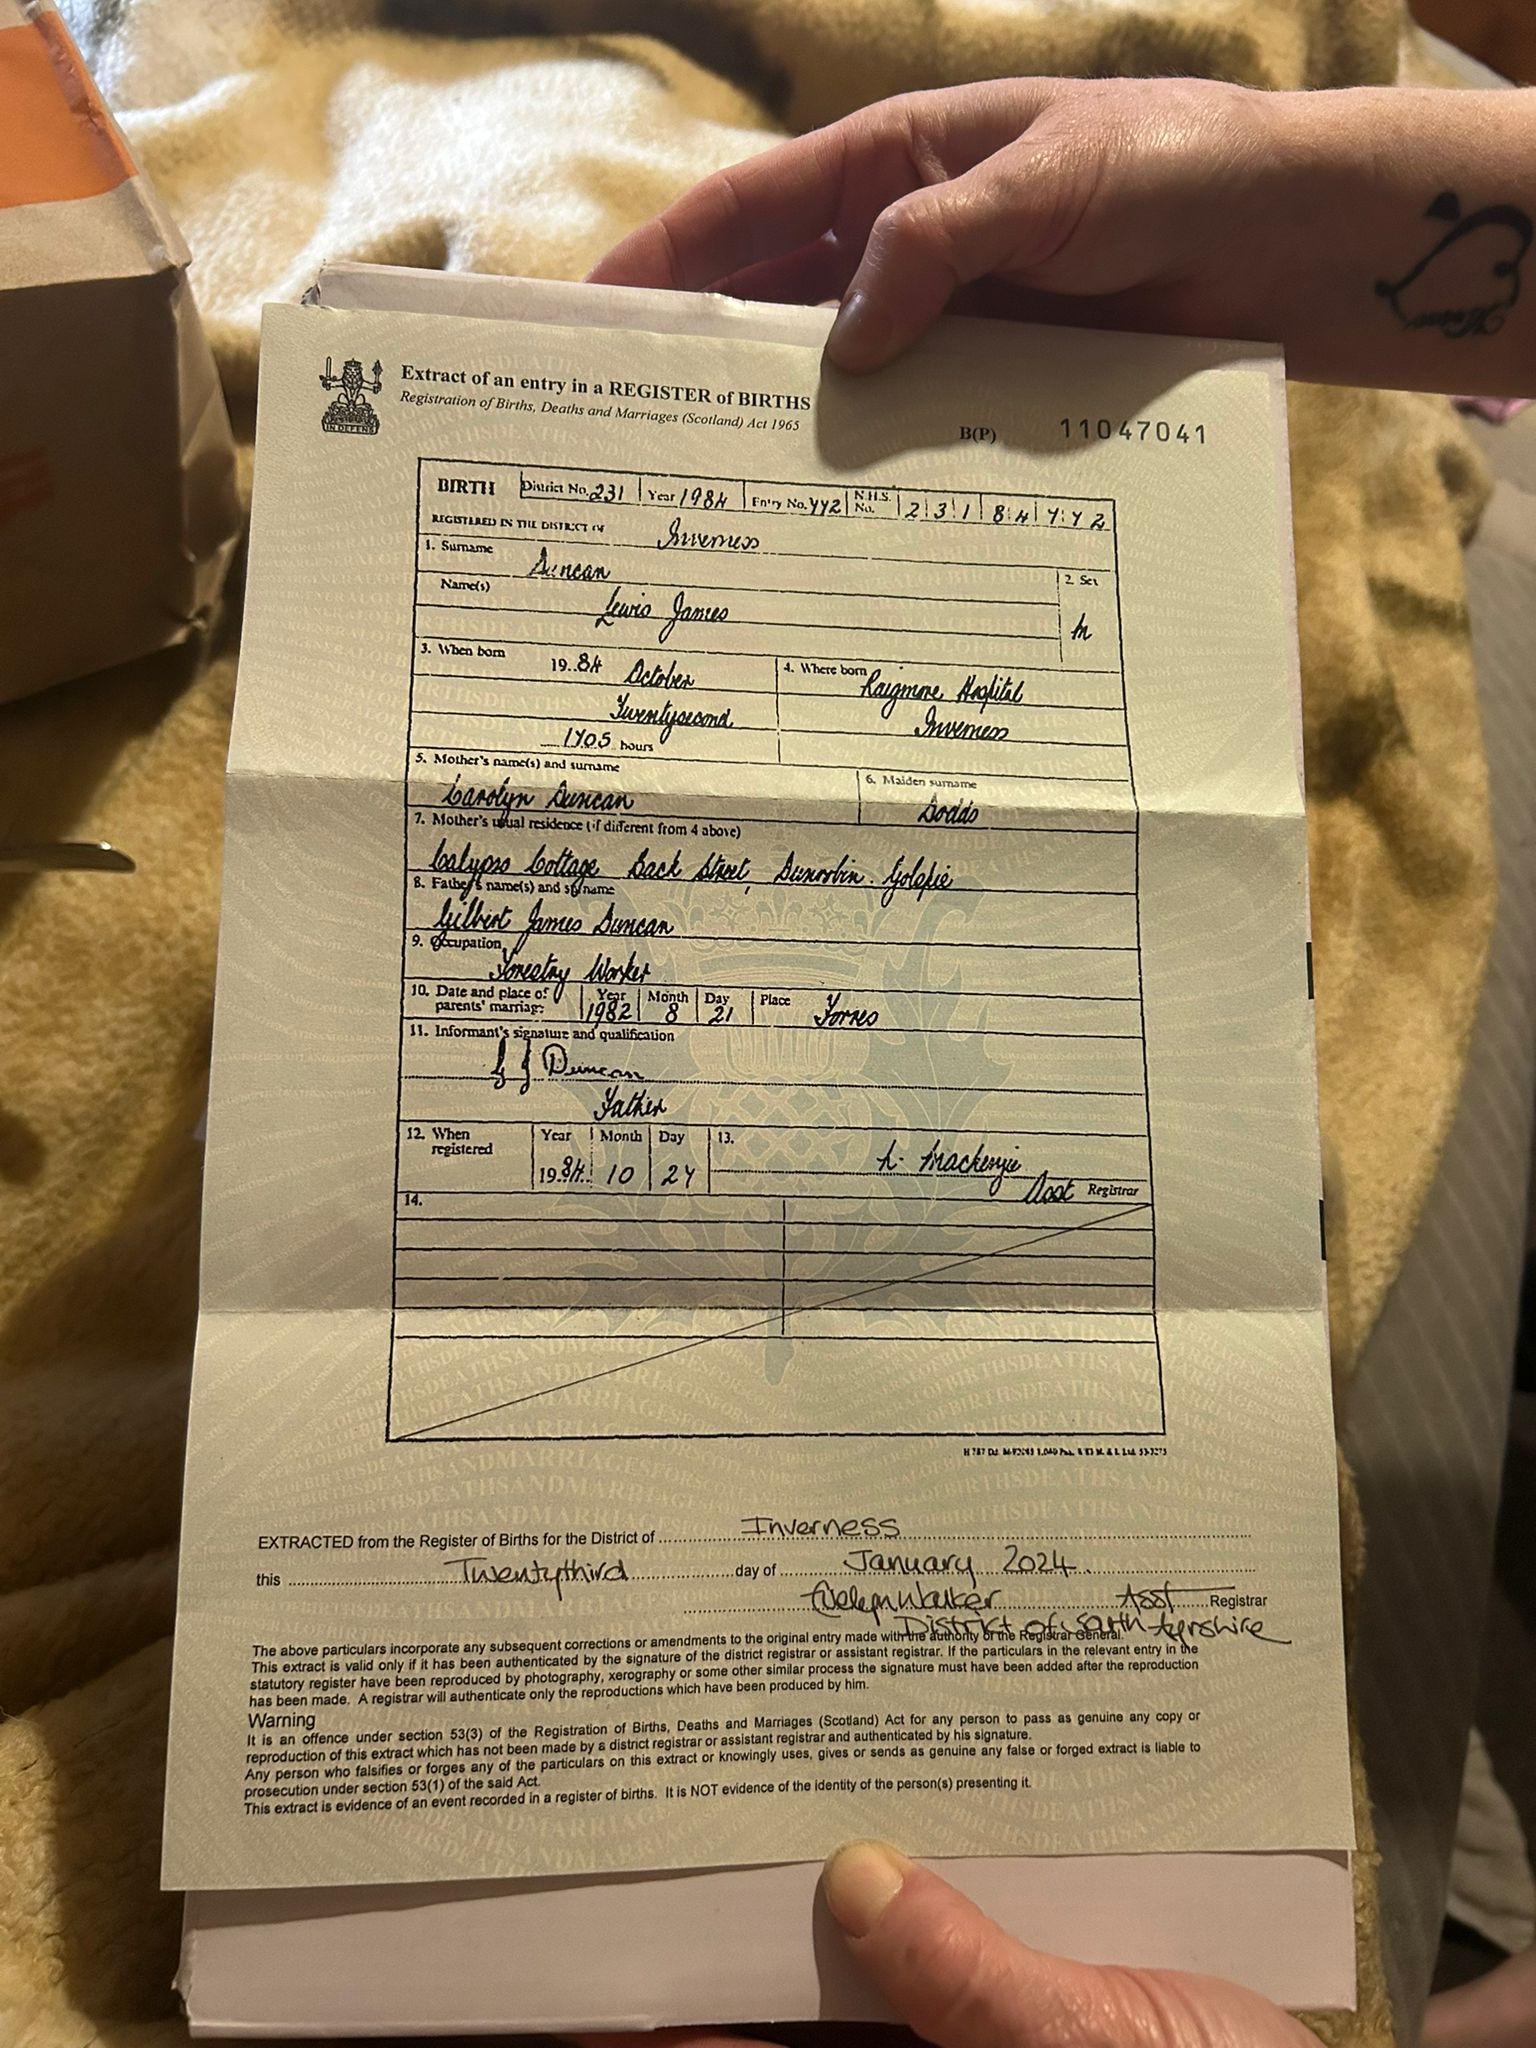 Extract of an entry in a REGISTER of BIRTHS
Registration of Births, Deaths and Marriages (Scotland) Act 1965
IN DEFENS
B(P) 11047041
BIRTH District No. 231 Year 1984 Entry No. 772 N.H.S. No. 2 3 1 8 4 7 7 2
REGISTERED IN THE DISTRICT OF Inverness
1. Surname Duncan 2. Sex
Name(s) Lewis James M
3. When born 1984 October 4. Where born Raigmore Hospital
Twentysecond Inverness
1705 hours
5. Mother's name(s) and surname 6. Maiden surname
Carolyn Duncan Dodds
7. Mother's usual residence (if different from 4 above)
Calypso Cottage Back Street, Golspie
8. Father's name(s) and surname
Gilbert James Duncan
9. Occupation
Forestry Worker
10. Date and place of parents' marriage Year 1982 Month 8 Day 21 Place Forres
11. Informant's signature and qualification
G J Duncan
Father
12. When registered Year 1984 Month 10 Day 27 13. Mackenzie
Asst Registrar
14.
EXTRACTED from the Register of Births for the District of Inverness
this Twentythird day of January 2024.
Evelyn Walker Asst Registrar
District of South Ayrshire
The above particulars incorporate any subsequent corrections or amendments to the original entry made with the authority of the Registrar General.
This extract is valid only if it has been authenticated by the signature of the district registrar or assistant registrar. If the particulars in the relevant entry in the
statutory register have been reproduced by photography, xerography or some other similar process the signature must have been added after the reproduction
has been made. A registrar will authenticate only the reproductions which have been produced by him.
Warning
It is an offence under section 53(3) of the Registration of Births, Deaths and Marriages (Scotland) Act for any person to pass as genuine any copy or
reproduction of this extract which has not been made by a district registrar or assistant registrar and authenticated by his signature.
Any person who falsifies or forges any of the particulars on this extract or knowingly uses, gives or sends as genuine any false or forged extract is liable to
prosecution under section 53(1) of the said Act.
This extract is evidence of an event recorded in a register of births. It is NOT evidence of the identity of the person(s) presenting it.